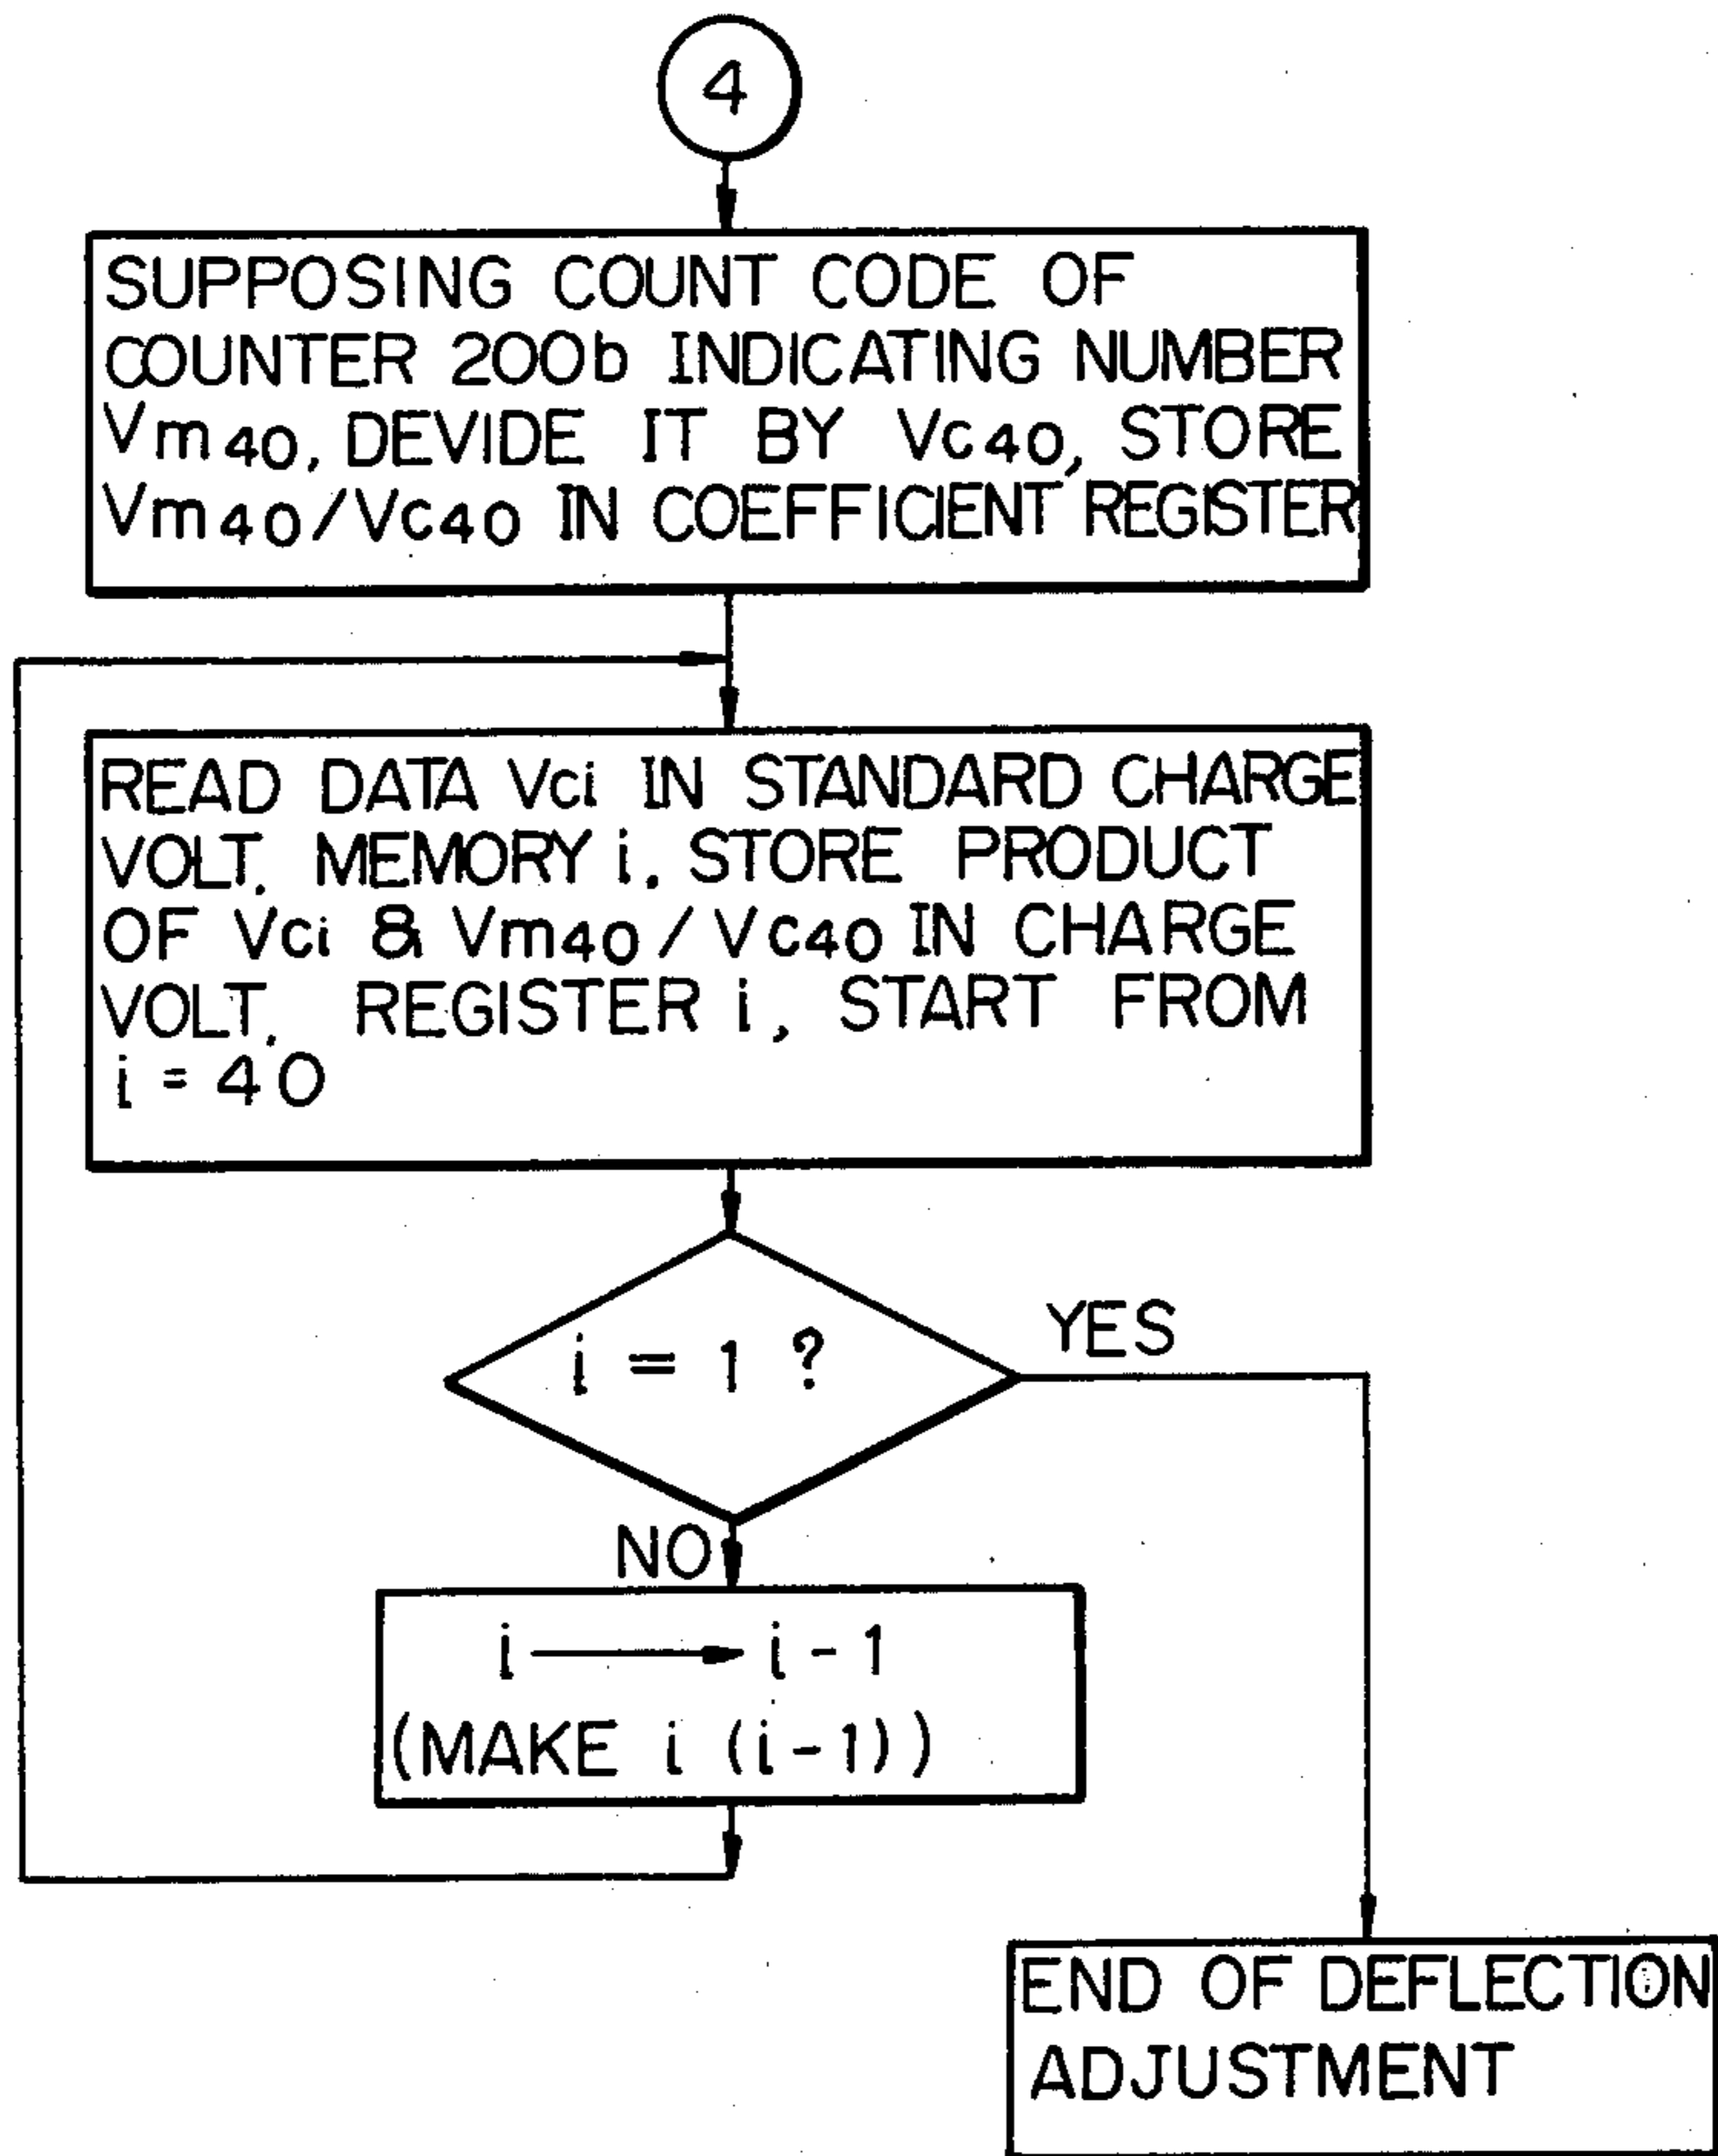 4
SUPPOSING COUNT CODE OF
COUNTER 200b INDICATING NUMBER
Vm40, DEVIDE IT BY Vc40, STORE
Vm40/Vc40 IN COEFFICIENT REGISTER
READ DATA Vci IN STANDARD CHARGE
VOLT. MEMORY i, STORE PRODUCT
OF Vci & Vm40/Vc40 IN CHARGE
VOLT. REGISTER i, START FROM
i = 40
i = 1 ?
YES
NO
i → i-1
(MAKE i (i-1))
END OF DEFLECTION
ADJUSTMENT